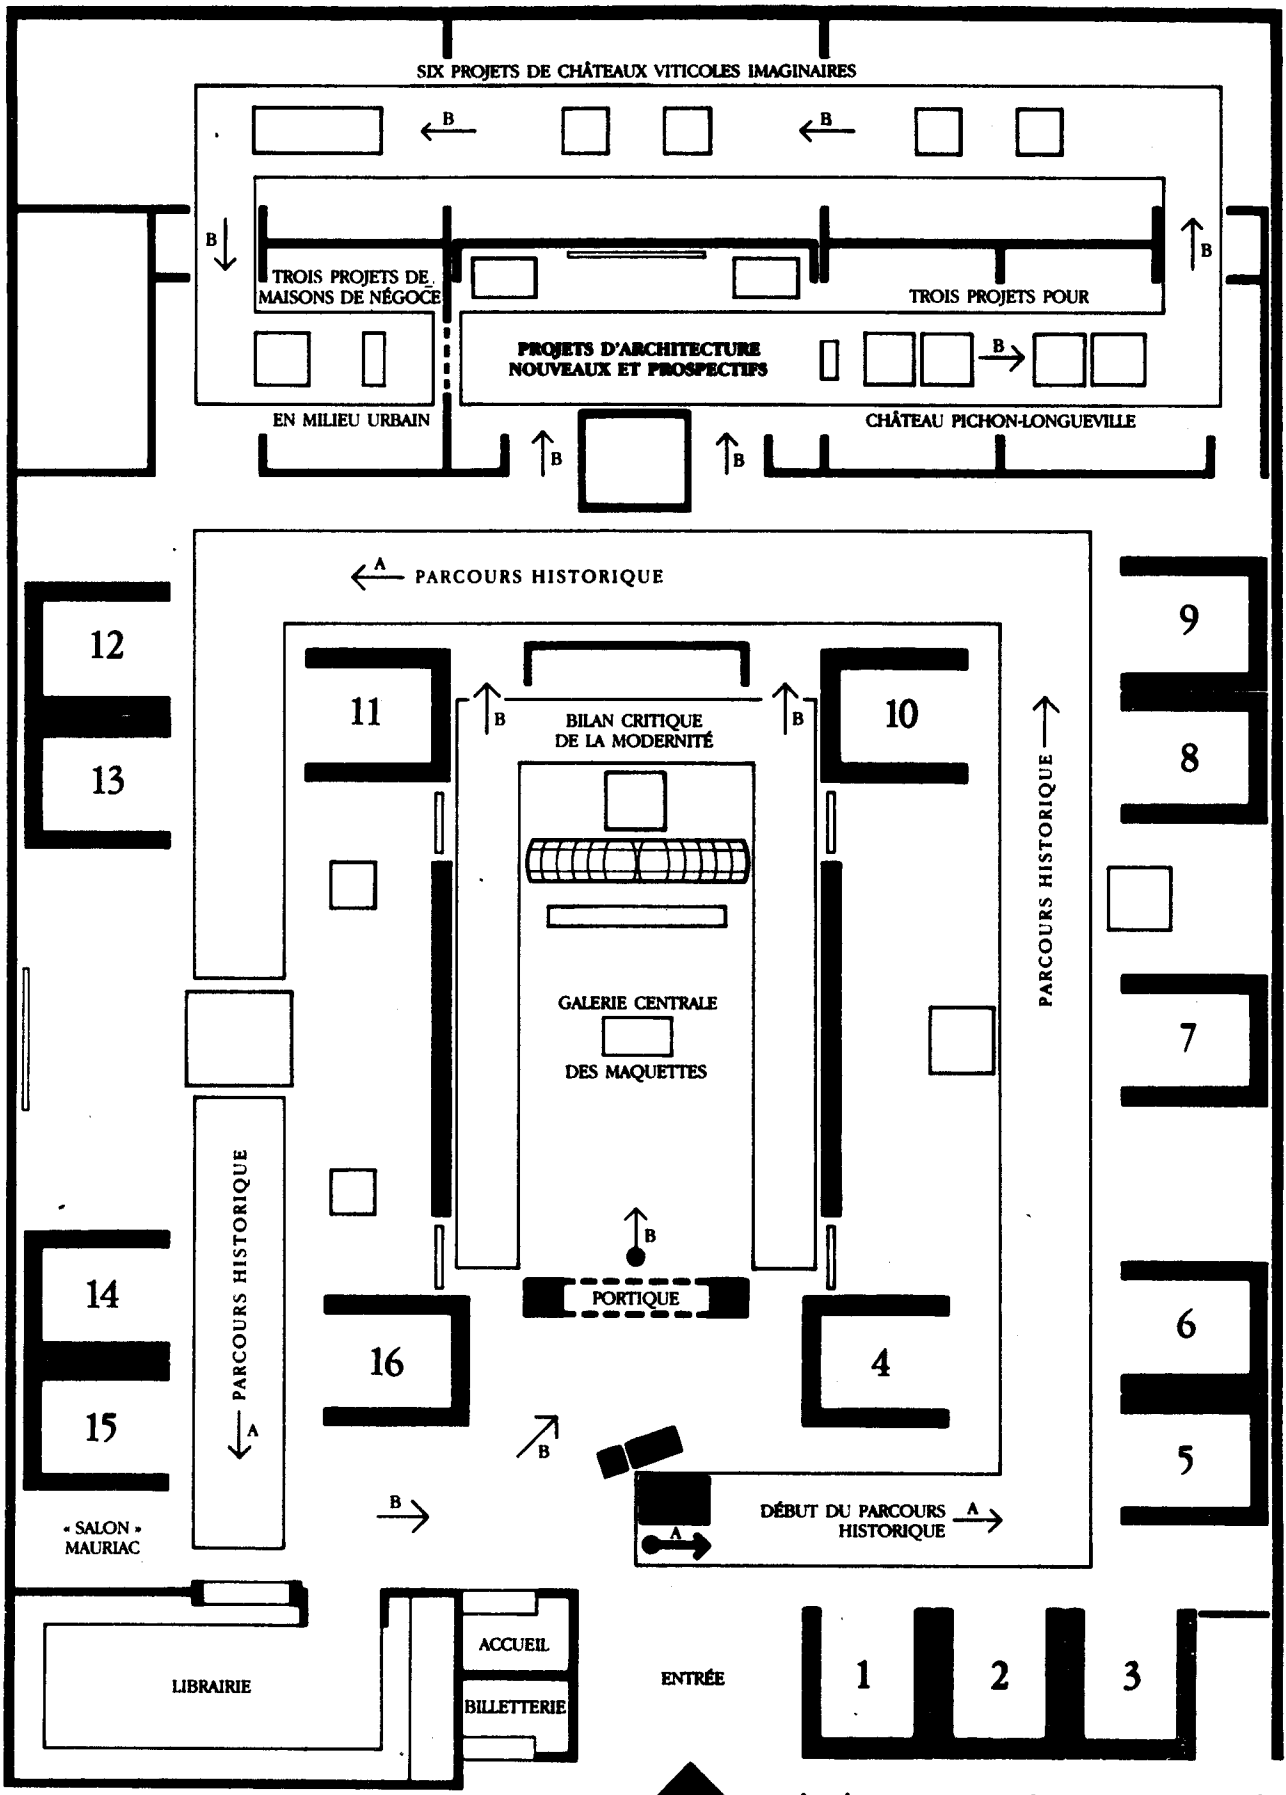 SIX PROJETS DE CHÂTEAUX VITICOLES IMAGINAIRES
B
B
B
B
TROIS PROJETS DE
MAISONS DE NÉGOCE
TROIS PROJETS POUR
PROJETS D'ARCHITECTURE
NOUVEAUX ET PROSPECTIFS
B
EN MILIEU URBAIN
CHÂTEAU PICHON-LONGUEVILLE
B
B
A
PARCOURS HISTORIQUE
12
9
11
10
B
BILAN CRITIQUE
DE LA MODERNITÉ
B
13
8
PARCOURS HISTORIQUE
GALERIE CENTRALE
DES MAQUETTES
7
PARCOURS HISTORIQUE
A
B
PORTIQUE
14
16
4
6
15
B
5
B
DÉBUT DU PARCOURS
HISTORIQUE
A
A
« SALON »
MAURIAC
ACCUEIL
LIBRAIRIE
BILLETTERIE
ENTRÉE
1
2
3